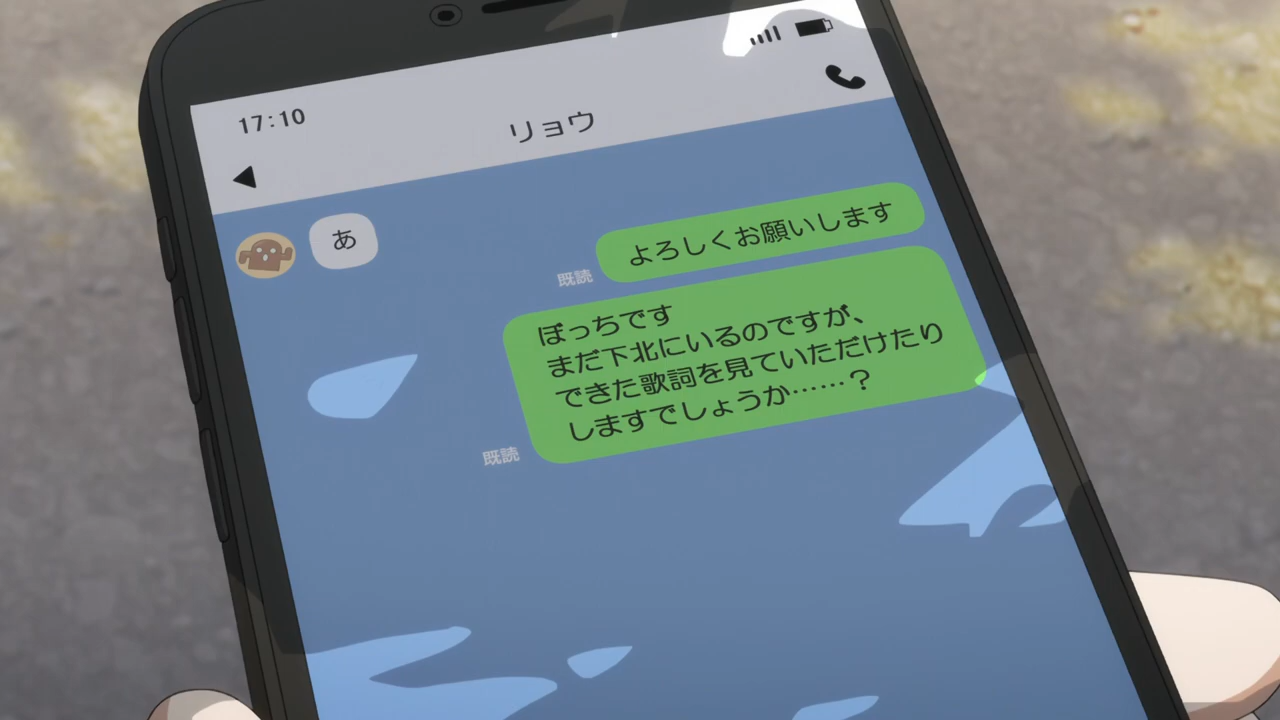 17:10
リョウ
あ
よろしくお願いします
既読
ぼっちです
まだ下北にいるのですが、
できた歌詞を見ていただけたり
しますでしょうか……？
既読